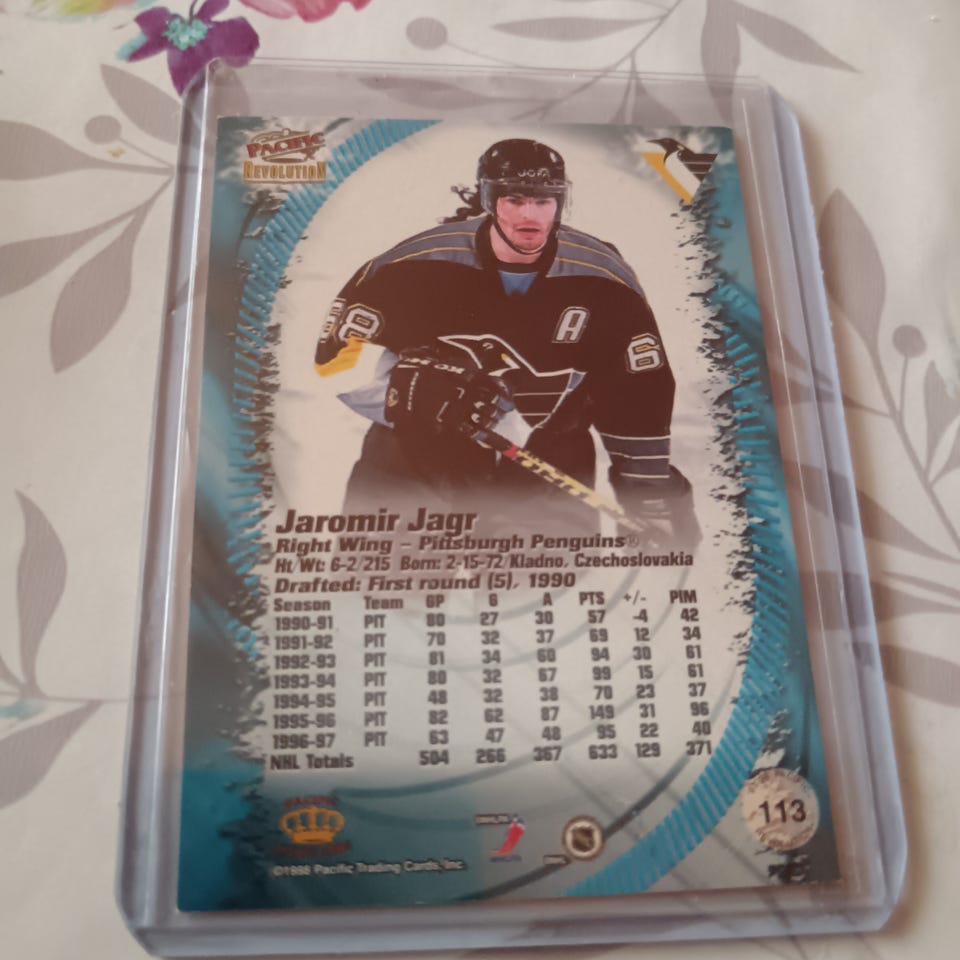 PACIFIC
REVOLUTION
JOFA
A
8
6
KOHO
Jaromir Jagr
Right Wing – Pittsburgh Penguins®
Ht/Wt: 6-2/215 Born: 2-15-72/Kladno, Czechoslovakia
Drafted: First round (5), 1990
Season Team GP G A PTS +/- PIM
1990-91 PIT 80 27 30 57 -4 42
1991-92 PIT 70 32 37 69 12 34
1992-93 PIT 81 34 60 94 30 61
1993-94 PIT 80 32 67 99 15 61
1994-95 PIT 48 32 38 70 23 37
1995-96 PIT 82 62 87 149 31 96
1996-97 PIT 63 47 48 95 22 40
NHL Totals 504 266 367 633 129 371
PACIFIC
113
©1998 Pacific Trading Cards, Inc